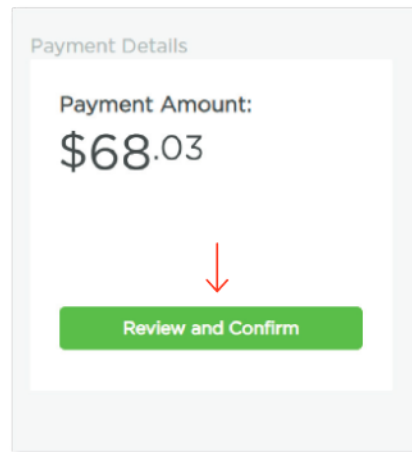 Payment Details
Payment Amount:
$68.03
Review and Confirm